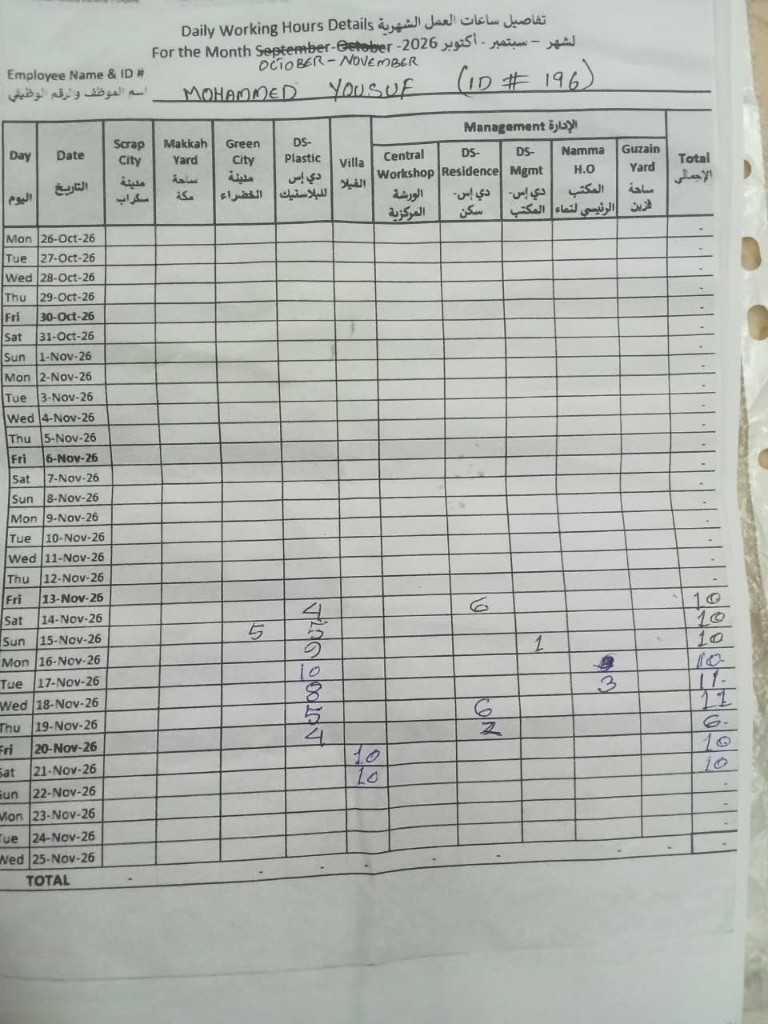 Daily Working Hours Details تفاصيل ساعات العمل الشهرية
For the Month September-October -2026 لشهر – سبتمبر - أكتوبر
OCTOBER – NOVEMBER
Employee Name & ID #
اسم الموظف والرقم الوظيفي MOHAMMED YOUSUF (ID # 196)
Management الإدارة
Day اليوم
Date التاريخ
Scrap City مدينة سكراب
Makkah Yard ساحة مكة
Green City مدينة الخضراء
DS-Plastic دي إس للبلاستيك
Villa الفيلا
Central Workshop الورشة المركزية
DS-Residence دي إس- سكن
DS-Mgmt دي إس- المكتب
Namma H.O المكتب الرئيسي لنماء
Guzain Yard ساحة قزين
Total الإجمالي
Mon 26-Oct-26 -
Tue 27-Oct-26 -
Wed 28-Oct-26 -
Thu 29-Oct-26 -
Fri 30-Oct-26 -
Sat 31-Oct-26 -
Sun 1-Nov-26 -
Mon 2-Nov-26 -
Tue 3-Nov-26 -
Wed 4-Nov-26 -
Thu 5-Nov-26 -
Fri 6-Nov-26 -
Sat 7-Nov-26 -
Sun 8-Nov-26 -
Mon 9-Nov-26 -
Tue 10-Nov-26 -
Wed 11-Nov-26 -
Thu 12-Nov-26 -
Fri 13-Nov-26 4 6 10
Sat 14-Nov-26 5 5 10
Sun 15-Nov-26 9 1 10
Mon 16-Nov-26 10 10-
Tue 17-Nov-26 8 3 11-
Wed 18-Nov-26 5 6 11
Thu 19-Nov-26 4 2 6-
Fri 20-Nov-26 10 10
Sat 21-Nov-26 10 10
Sun 22-Nov-26 -
Mon 23-Nov-26 -
Tue 24-Nov-26 -
Wed 25-Nov-26 -
TOTAL - - - - - - - - - - -